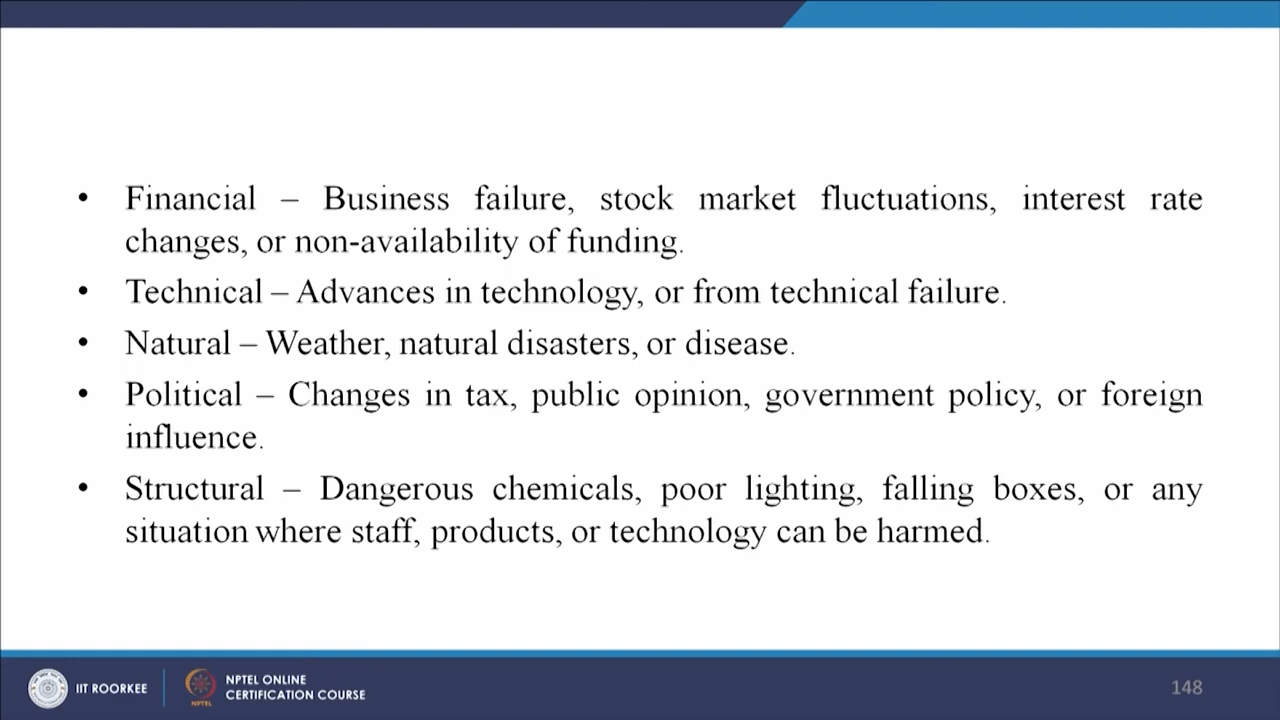 • Financial – Business failure, stock market fluctuations, interest rate
changes, or non-availability of funding.
• Technical – Advances in technology, or from technical failure.
• Natural – Weather, natural disasters, or disease.
• Political – Changes in tax, public opinion, government policy, or foreign
influence.
• Structural – Dangerous chemicals, poor lighting, falling boxes, or any
situation where staff, products, or technology can be harmed.
IIT ROORKEE
NPTEL
NPTEL ONLINE
CERTIFICATION COURSE
148